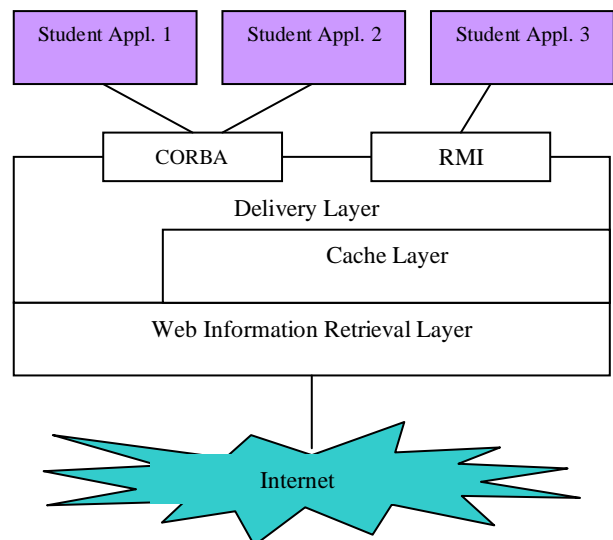 Student Appl. 1
Student Appl. 2
Student Appl. 3
CORBA
RMI
Delivery Layer
Cache Layer
Web Information Retrieval Layer
Internet